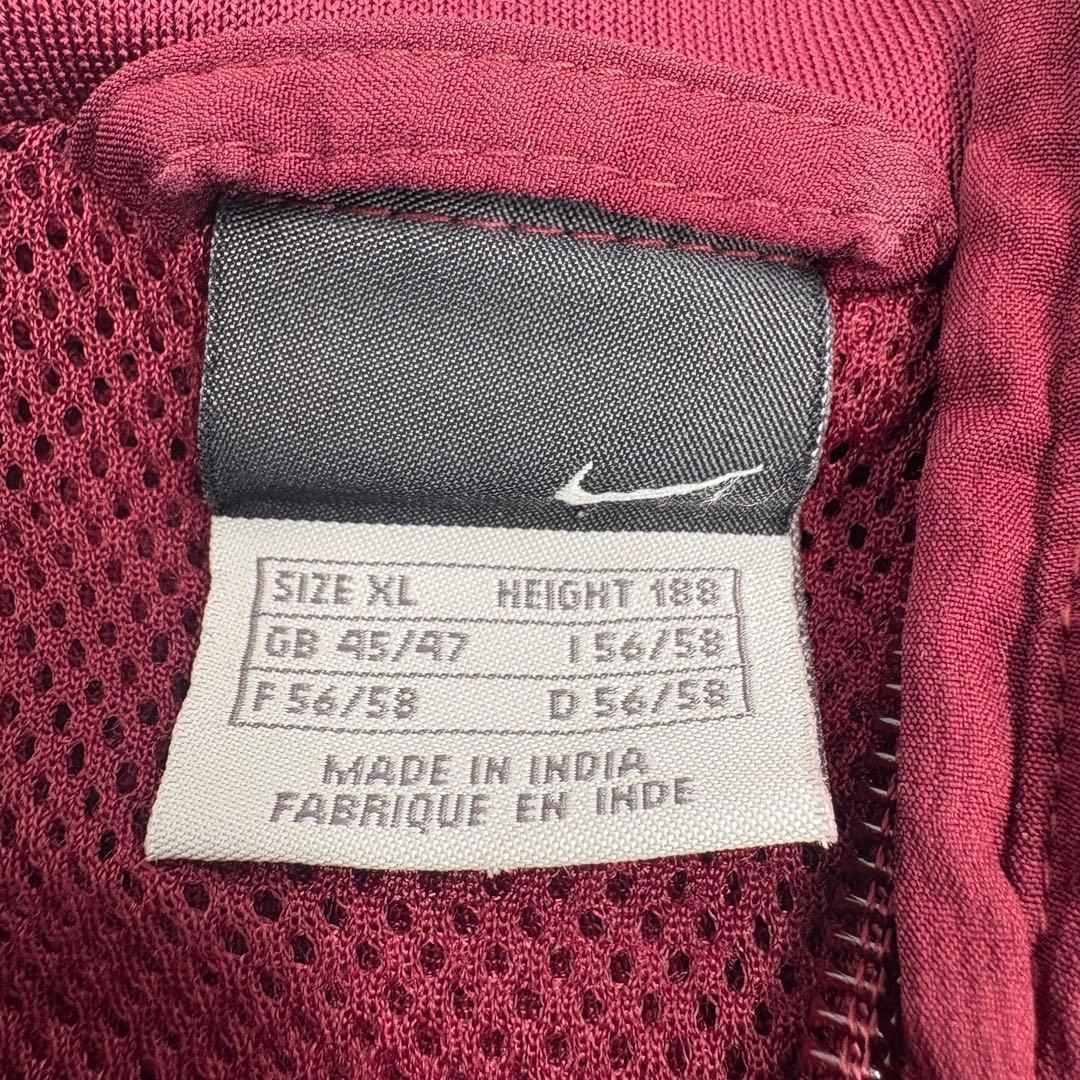 SIZE XL HEIGHT 188
GB 45/47 I 56/58
F 56/58 D 56/58
MADE IN INDIA
FABRIQUE EN INDE